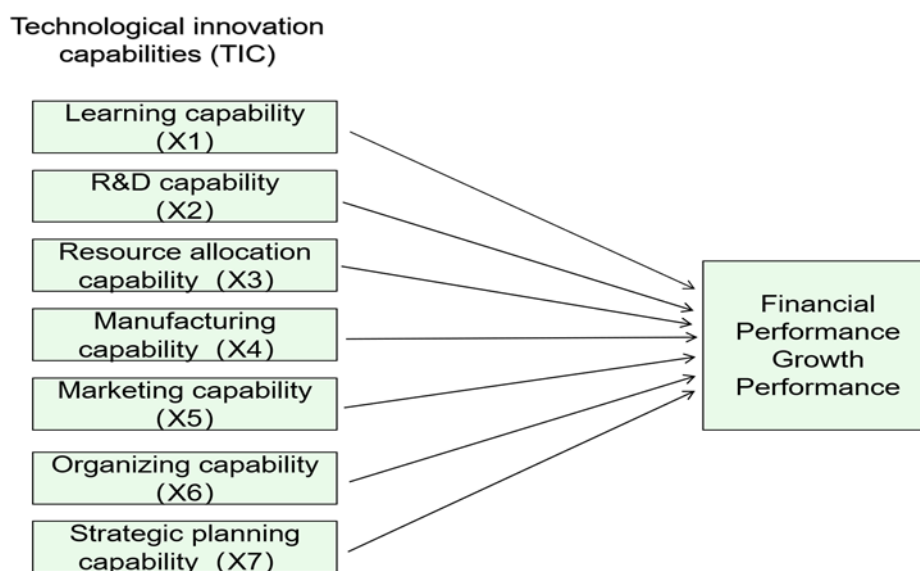 Technological innovation
capabilities (TIC)
Learning capability
(X1)
R&D capability
(X2)
Resource allocation
capability (X3)
Manufacturing
capability (X4)
Marketing capability
(X5)
Organizing capability
(X6)
Strategic planning
capability (X7)
Financial
Performance
Growth
Performance